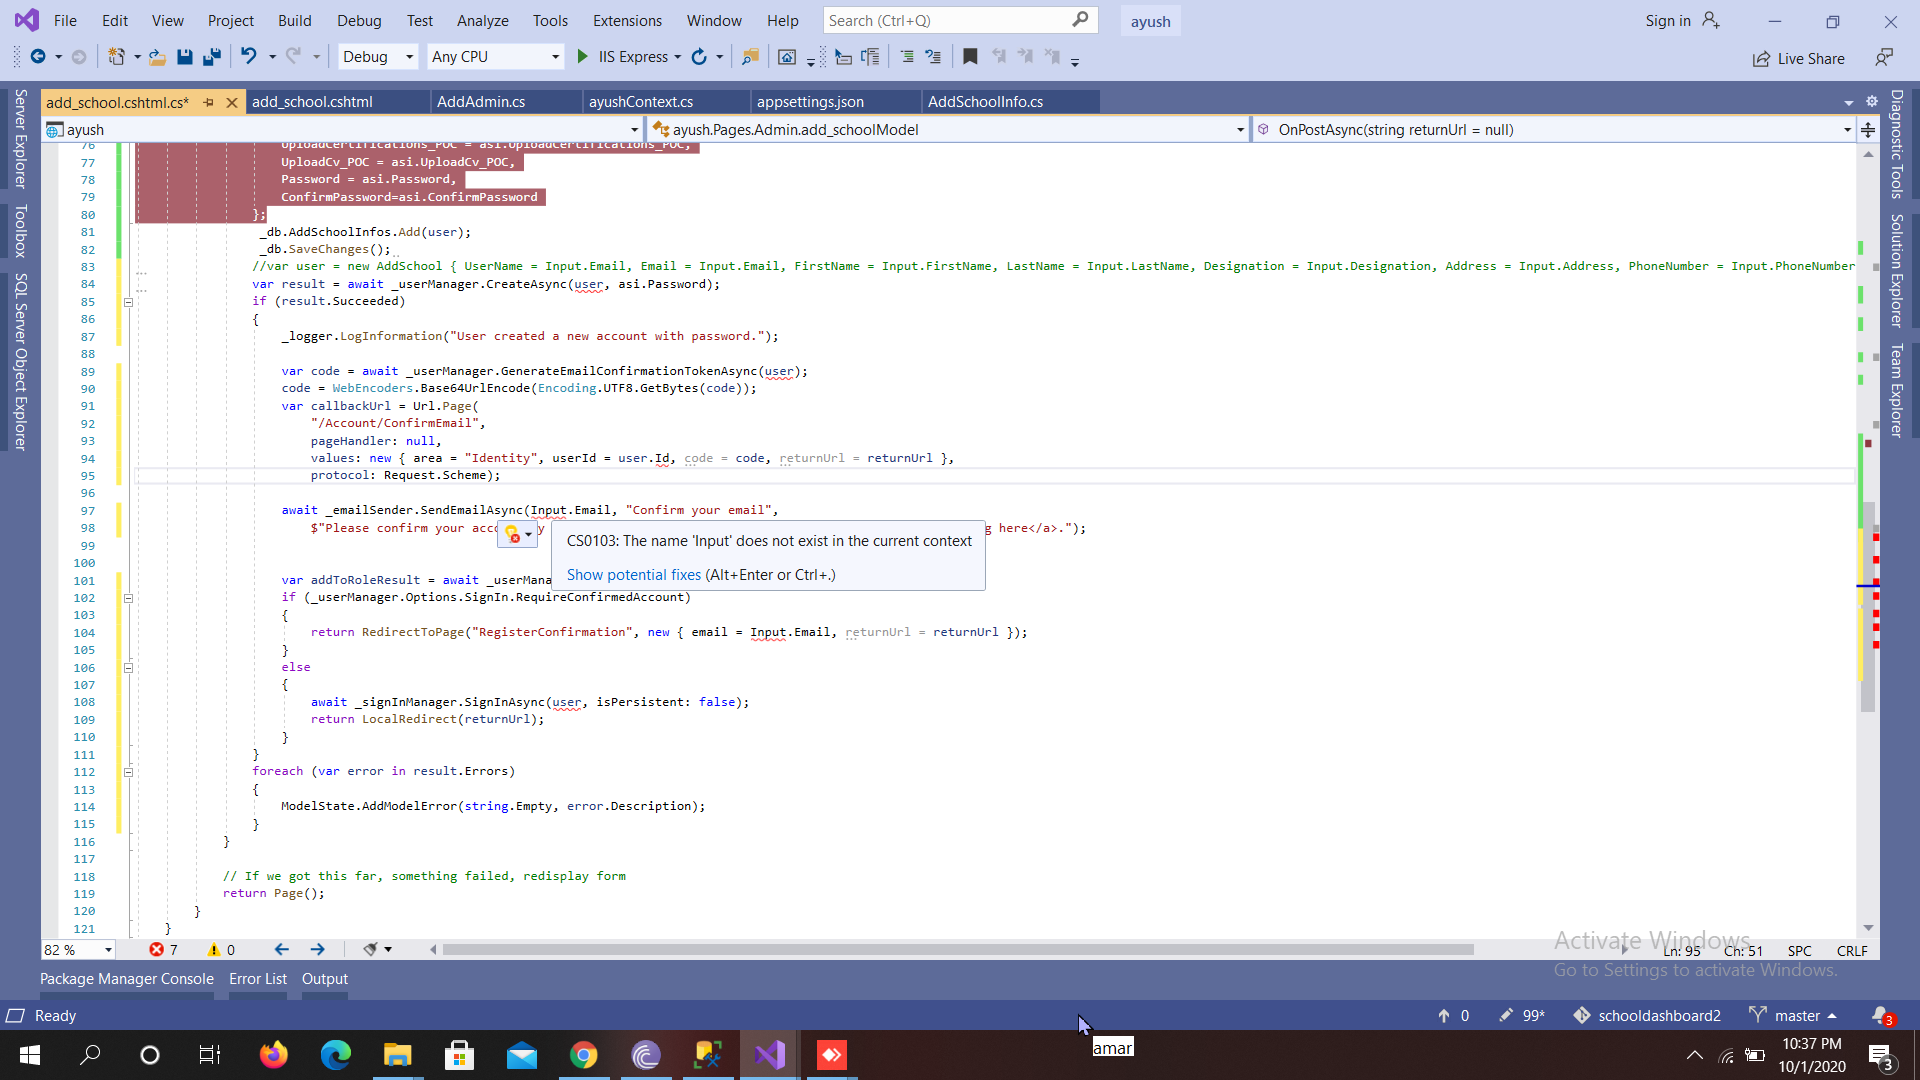 File Edit View Project Build Debug Test Analyze Tools Extensions Window Help Search (Ctrl+Q) ayush Sign in
Debug Any CPU IIS Express Live Share
add_school.cshtml.cs* add_school.cshtml AddAdmin.cs ayushContext.cs appsettings.json AddSchoolInfo.cs
ayush ayush.Pages.Admin.add_schoolModel OnPostAsync(string returnUrl = null)
Server Explorer
Toolbox
SQL Server Object Explorer
Diagnostic Tools
Solution Explorer
Team Explorer
76 UploadCertifications_POC = asi.UploadCertifications_POC,
77 UploadCv_POC = asi.UploadCv_POC,
78 Password = asi.Password,
79 ConfirmPassword=asi.ConfirmPassword
80 };
81 _db.AddSchoolInfos.Add(user);
82 _db.SaveChanges();
83 //var user = new AddSchool { UserName = Input.Email, Email = Input.Email, FirstName = Input.FirstName, LastName = Input.LastName, Designation = Input.Designation, Address = Input.Address, PhoneNumber = Input.PhoneNumber
84 var result = await _userManager.CreateAsync(user, asi.Password);
85 if (result.Succeeded)
86 {
87 _logger.LogInformation("User created a new account with password.");
88
89 var code = await _userManager.GenerateEmailConfirmationTokenAsync(user);
90 code = WebEncoders.Base64UrlEncode(Encoding.UTF8.GetBytes(code));
91 var callbackUrl = Url.Page(
92 "/Account/ConfirmEmail",
93 pageHandler: null,
94 values: new { area = "Identity", userId = user.Id, code = code, returnUrl = returnUrl },
95 protocol: Request.Scheme);
96
97 await _emailSender.SendEmailAsync(Input.Email, "Confirm your email",
98 $"Please confirm your acco y g here</a>.");
CS0103: The name 'Input' does not exist in the current context
Show potential fixes (Alt+Enter or Ctrl+.)
99
100
101 var addToRoleResult = await _userMana
102 if (_userManager.Options.SignIn.RequireConfirmedAccount)
103 {
104 return RedirectToPage("RegisterConfirmation", new { email = Input.Email, returnUrl = returnUrl });
105 }
106 else
107 {
108 await _signInManager.SignInAsync(user, isPersistent: false);
109 return LocalRedirect(returnUrl);
110 }
111 }
112 foreach (var error in result.Errors)
113 {
114 ModelState.AddModelError(string.Empty, error.Description);
115 }
116 }
117
118 // If we got this far, something failed, redisplay form
119 return Page();
120 }
121 }
82 % 7 0 Ln: 95 Ch: 51 SPC CRLF
Activate Windows
Go to Settings to activate Windows.
Package Manager Console Error List Output
Ready 0 99* schooldashboard2 master 3
amar
10:37 PM
10/1/2020
3